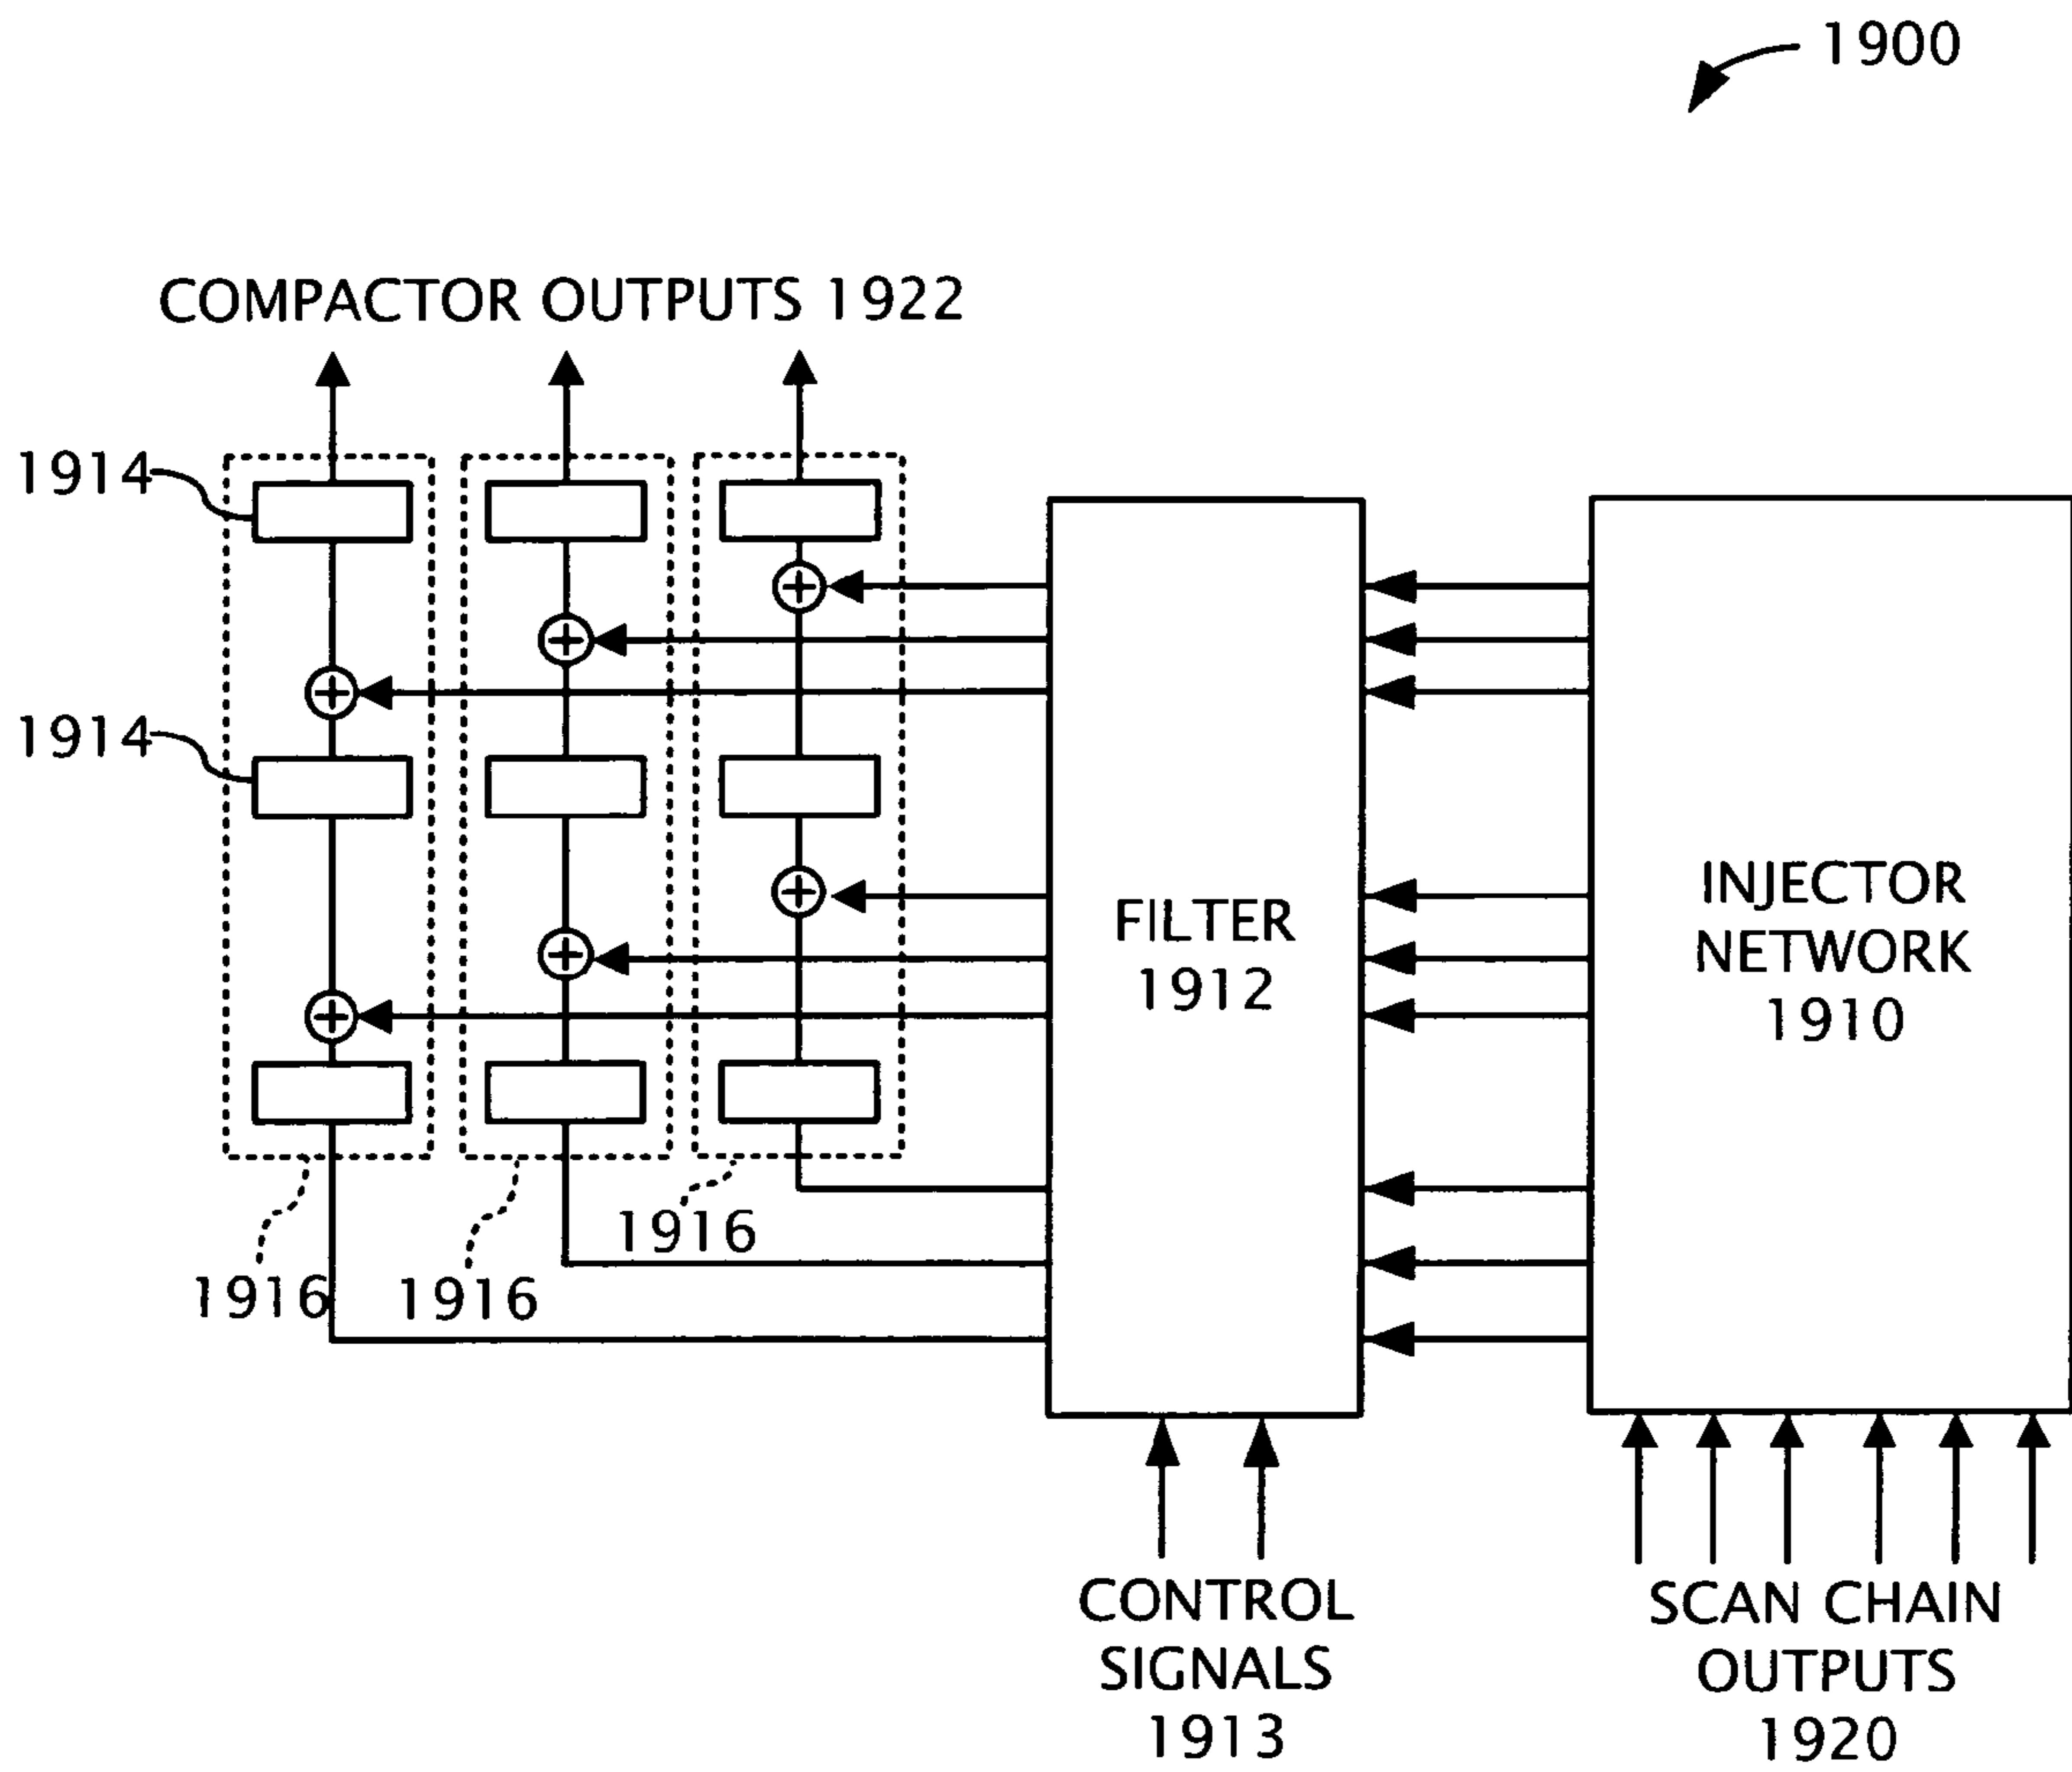 1900
COMPACTOR OUTPUTS 1922
1914
1914
FILTER
1912
INJECTOR
NETWORK
1910
1916
1916
1916
CONTROL
SIGNALS
1913
SCAN CHAIN
OUTPUTS
1920